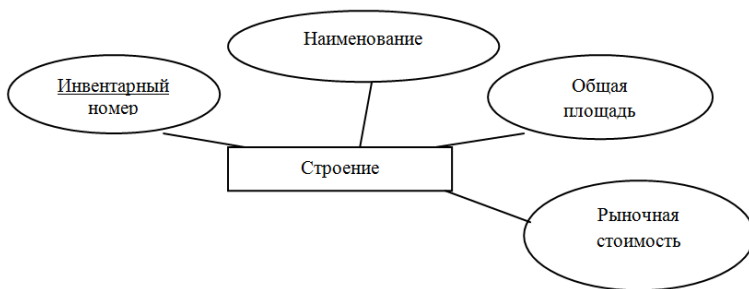 Наименование
Инвентарный
номер
Общая
площадь
Строение
Рыночная
стоимость